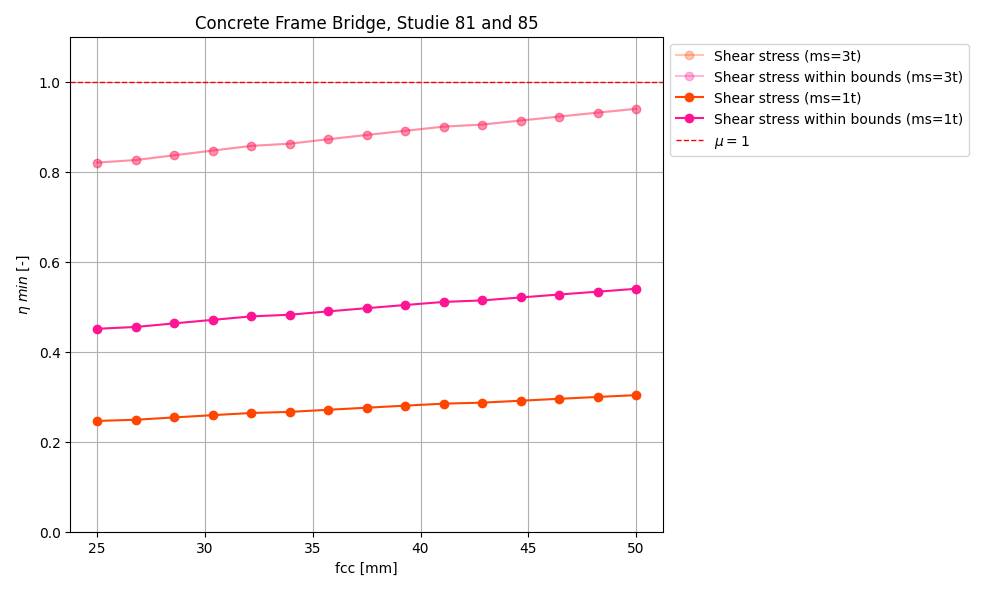 Concrete Frame Bridge, Studie 81 and 85
1.0
0.8
0.6
0.4
0.2
0.0
η min [-]
25
30
35
40
45
50
fcc [mm]
Shear stress (ms=3t)
Shear stress within bounds (ms=3t)
Shear stress (ms=1t)
Shear stress within bounds (ms=1t)
μ = 1